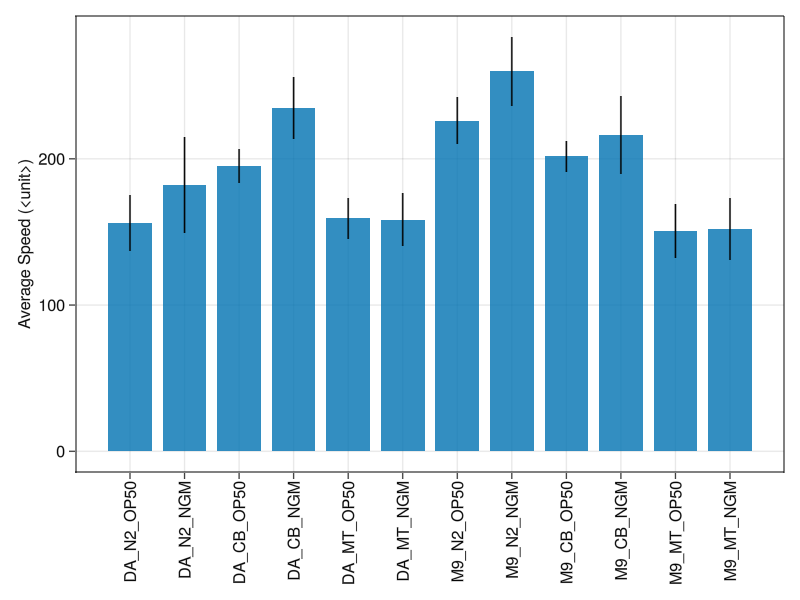 Average Speed (<unit>)
200
100
0
DA_N2_OP50
DA_N2_NGM
DA_CB_OP50
DA_CB_NGM
DA_MT_OP50
DA_MT_NGM
M9_N2_OP50
M9_N2_NGM
M9_CB_OP50
M9_CB_NGM
M9_MT_OP50
M9_MT_NGM